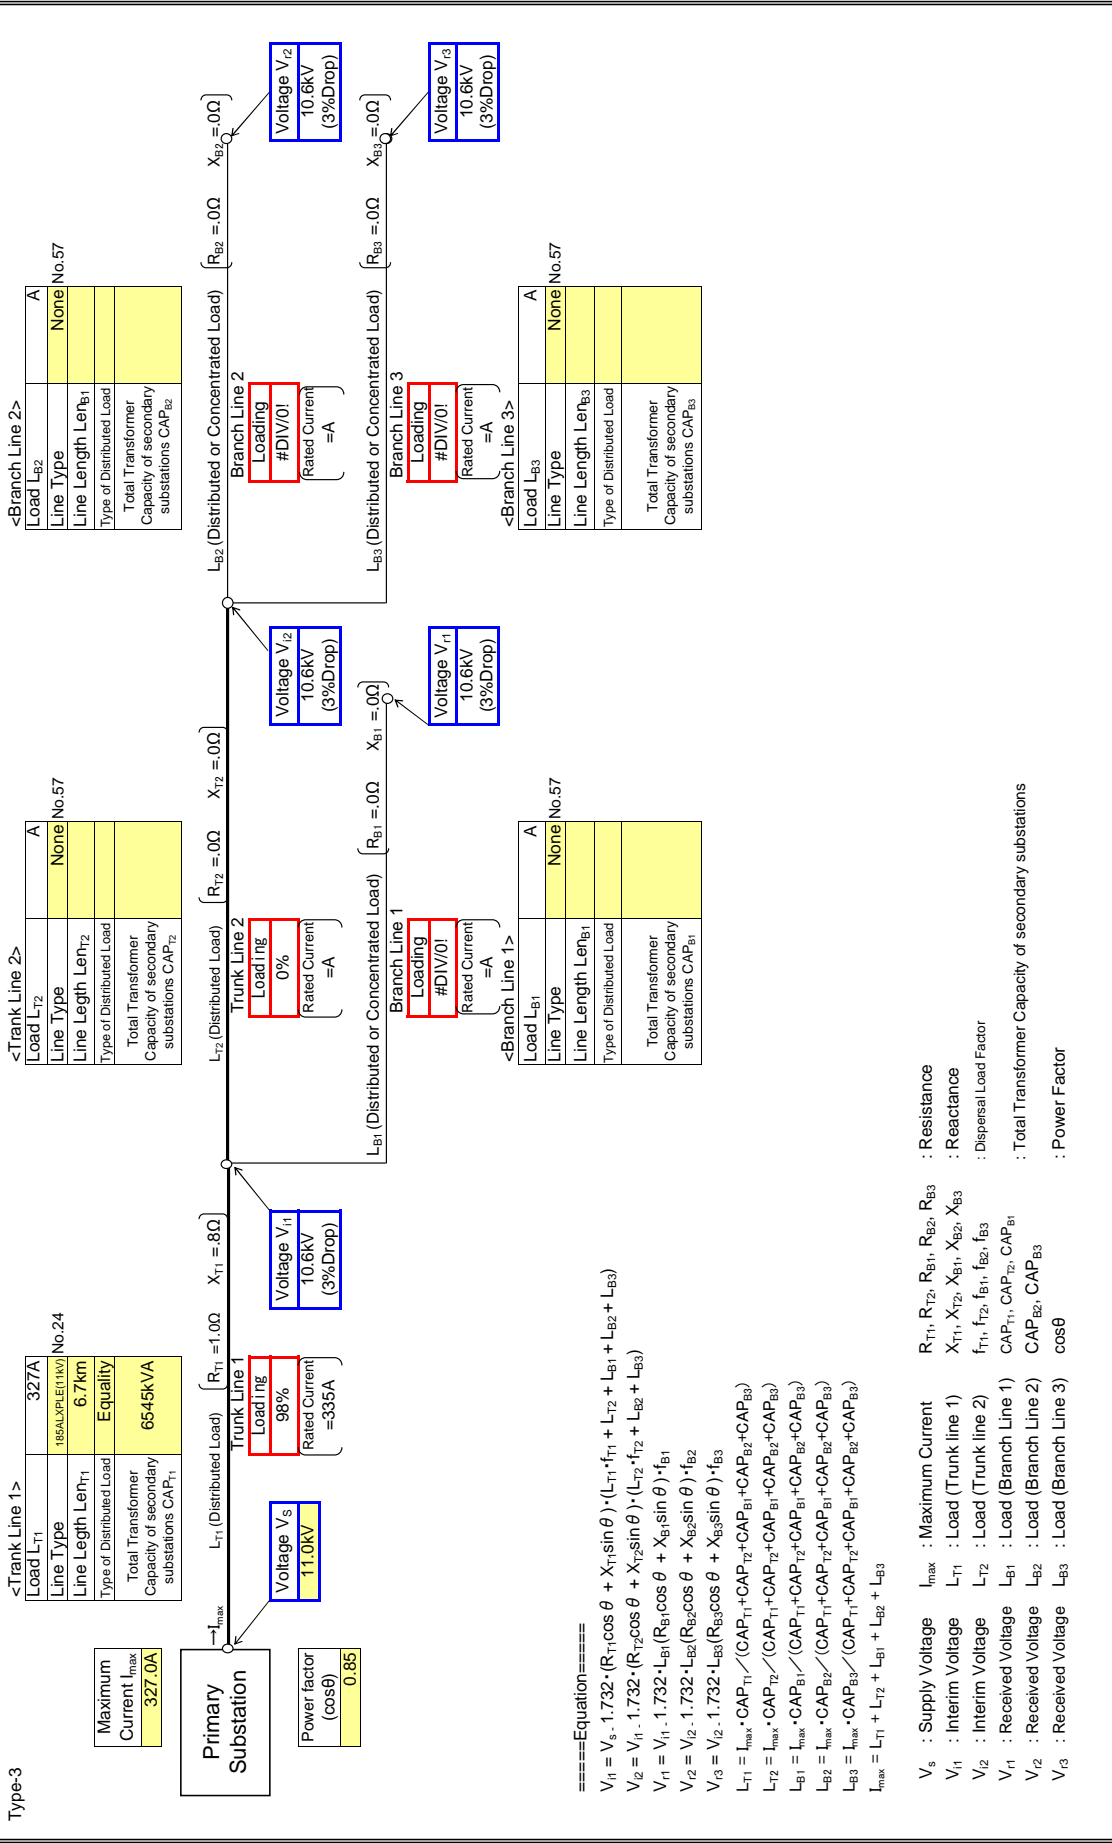 Type-3
<Trank Line 1>
Load LT1 327A
Line Type 185ALXPLE(11kV) No.24
Line Legth LenT1 6.7km
Type of Distributed Load Equality
Total Transformer
Capacity of secondary
substations CAPT1
6545kVA
<Trank Line 2>
Load LT2 A
Line Type None No.57
Line Length LenT2
Type of Distributed Load
Total Transformer
Capacity of secondary
substations CAPT2
<Branch Line 2>
Load LB2 A
Line Type None No.57
Line Length LenB1
Type of Distributed Load
Total Transformer
Capacity of secondary
substations CAPB2
Maximum
Current Imax
327.0A
Primary
Substation
→Imax
Power factor
(cosθ)
0.85
Voltage VS
11.0kV
LT1 (Distributed Load)
RT1 =1.0Ω XT1 =.8Ω
Trunk Line 1
Loading
98%
Rated Current
=335A
Voltage Vi1
10.6kV
(3%Drop)
LT2 (Distributed Load)
RT2 =.0Ω XT2 =.0Ω
Trunk Line 2
Loading
0%
Rated Current
=A
Voltage Vi2
10.6kV
(3%Drop)
LB2 (Distributed or Concentrated Load)
RB2 =.0Ω XB2 =.0Ω
Branch Line 2
Loading
#DIV/0!
Rated Current
=A
Voltage Vr2
10.6kV
(3%Drop)
LB1 (Distributed or Concentrated Load)
RB1 =.0Ω XB1 =.0Ω
Branch Line 1
Loading
#DIV/0!
Rated Current
=A
Voltage Vr1
10.6kV
(3%Drop)
LB3 (Distributed or Concentrated Load)
RB3 =.0Ω XB3 =.0Ω
Branch Line 3
Loading
#DIV/0!
Rated Current
=A
Voltage Vr3
10.6kV
(3%Drop)
<Branch Line 1>
Load LB1 A
Line Type None No.57
Line Length LenB1
Type of Distributed Load
Total Transformer
Capacity of secondary
substations CAPB1
<Branch Line 3>
Load LB3 A
Line Type None No.57
Line Length LenB3
Type of Distributed Load
Total Transformer
Capacity of secondary
substations CAPB3
=====Equation=====
Vi1 = Vs - 1.732･(RT1cos θ + XT1sin θ)･(LT1･fT1 + LT2 + LB1 + LB2 + LB3)
Vi2 = Vi1 - 1.732･(RT2cos θ + XT2sin θ)･(LT2･fT2 + LB2 + LB3)
Vr1 = Vi1 - 1.732･LB1(RB1cos θ + XB1sin θ)･fB1
Vr2 = Vi2 - 1.732･LB2(RB2cos θ + XB2sin θ)･fB2
Vr3 = Vi2 - 1.732･LB3(RB3cos θ + XB3sin θ)･fB3
LT1 = Imax･CAPT1／(CAPT1+CAPT2+CAPB1+CAPB2+CAPB3)
LT2 = Imax･CAPT2／(CAPT1+CAPT2+CAPB1+CAPB2+CAPB3)
LB1 = Imax･CAPB1／(CAPT1+CAPT2+CAPB1+CAPB2+CAPB3)
LB2 = Imax･CAPB2／(CAPT1+CAPT2+CAPB1+CAPB2+CAPB3)
LB3 = Imax･CAPB3／(CAPT1+CAPT2+CAPB1+CAPB2+CAPB3)
Imax = LT1 + LT2 + LB1 + LB2 + LB3
Vs : Supply Voltage Imax : Maximum Current RT1, RT2, RB1, RB2, RB3 : Resistance
Vi1 : Interim Voltage LT1 : Load (Trunk line 1) XT1, XT2, XB1, XB2, XB3 : Reactance
Vi2 : Interim Voltage LT2 : Load (Trunk line 2) fT1, fT2, fB1, fB2, fB3 : Dispersal Load Factor
Vr1 : Received Voltage LB1 : Load (Branch Line 1) CAPT1, CAPT2, CAPB1 : Total Transformer Capacity of secondary substations
Vr2 : Received Voltage LB2 : Load (Branch Line 2) CAPB2, CAPB3
Vr3 : Received Voltage LB3 : Load (Branch Line 3) cosθ : Power Factor